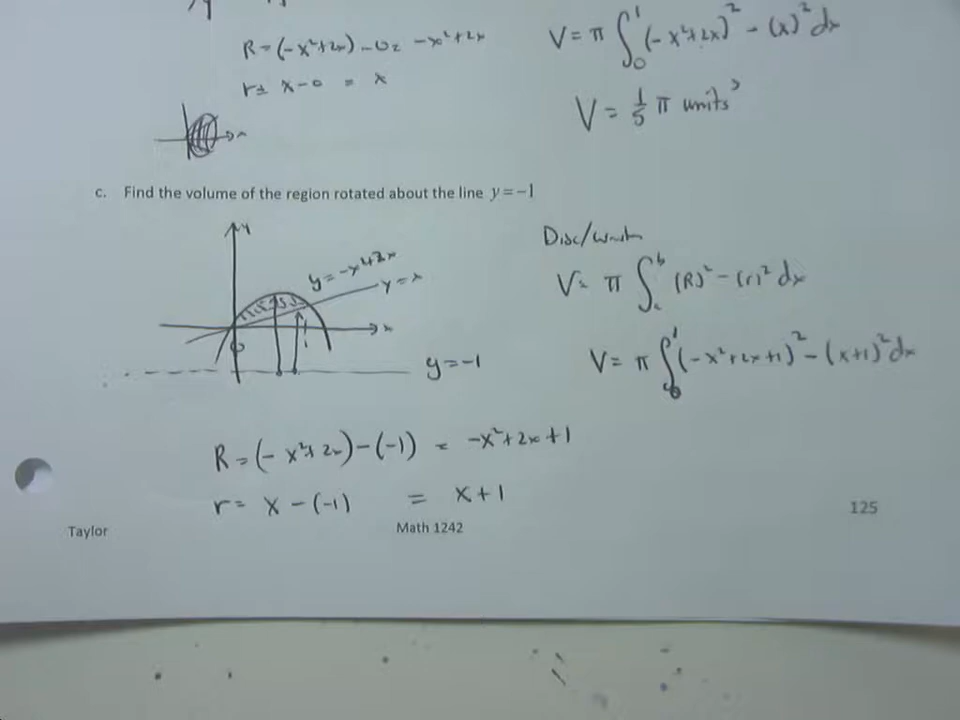 R = (-x²+2x) - 0 = -x²+2x
r = x - 0 = x
V = π ∫₀¹ (-x²+2x)² - (x)² dx
V = 1/5 π units³
c. Find the volume of the region rotated about the line y = -1
y
y = -x²+2x
y = x
x
y = -1
Disc/
V = π ∫ₐᵇ (R)² - (r)² dx
V = π ∫₀¹ (-x²+2x+1)² - (x+1)² dx
R = (-x²+2x) - (-1) = -x²+2x+1
r = x - (-1) = x+1
125
Taylor
Math 1242